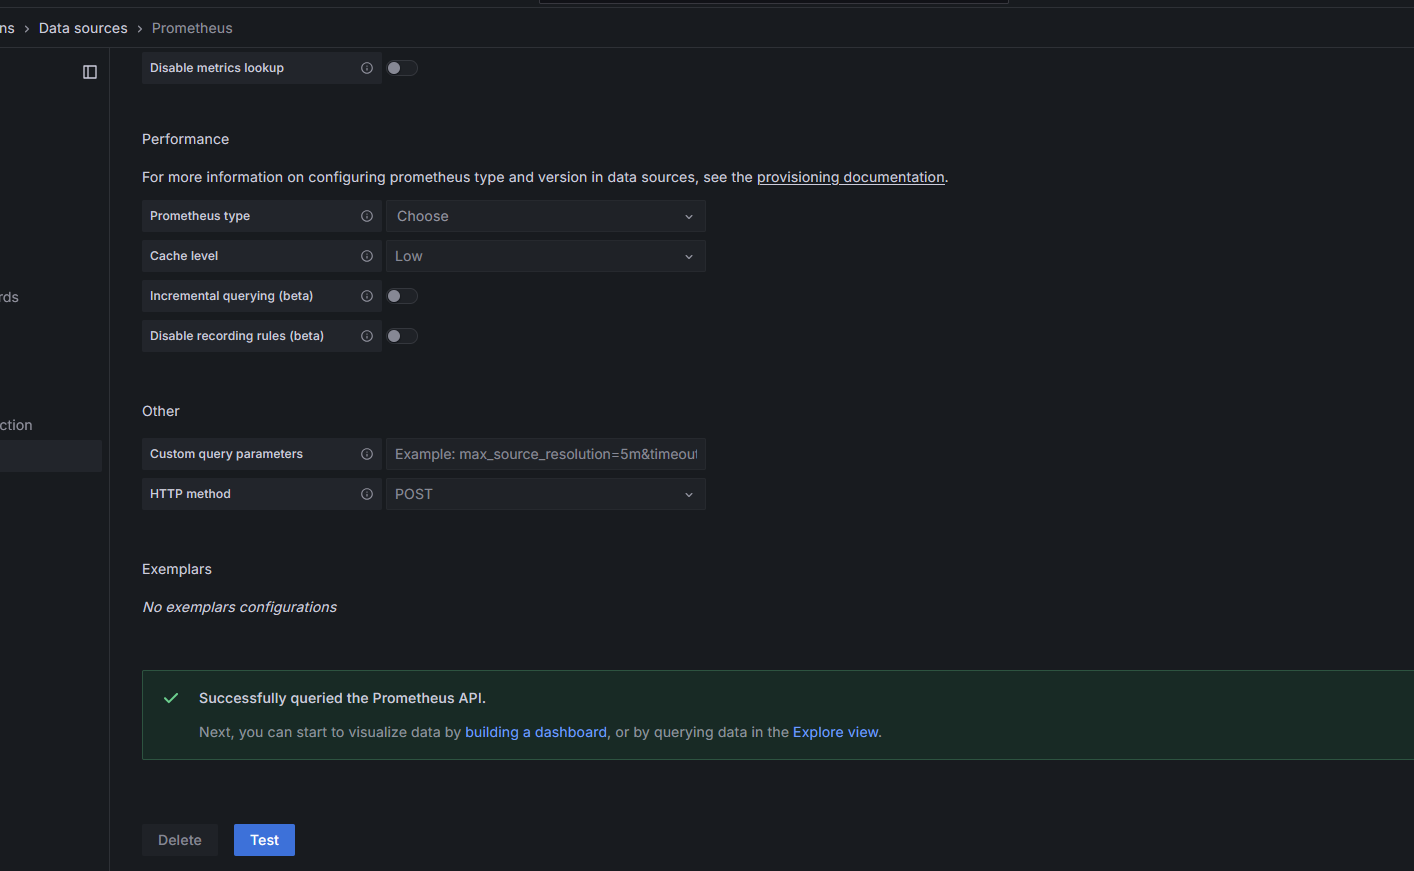 ns › Data sources › Prometheus
Disable metrics lookup
Performance
For more information on configuring prometheus type and version in data sources, see the provisioning documentation.
Prometheus type Choose
Cache level Low
Incremental querying (beta)
rds
Disable recording rules (beta)
Other
ction
Custom query parameters Example: max_source_resolution=5m&timeout
HTTP method POST
Exemplars
No exemplars configurations
Successfully queried the Prometheus API.
Next, you can start to visualize data by building a dashboard, or by querying data in the Explore view.
Delete Test